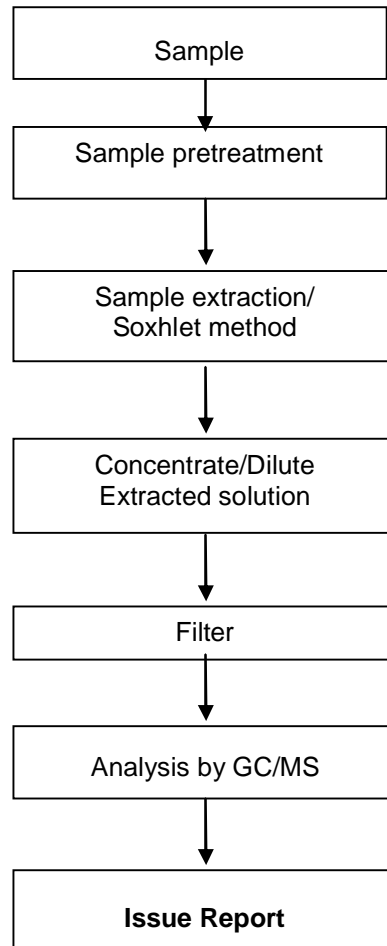 Sample
Sample pretreatment
Sample extraction/
Soxhlet method
Concentrate/Dilute
Extracted solution
Filter
Analysis by GC/MS
Issue Report